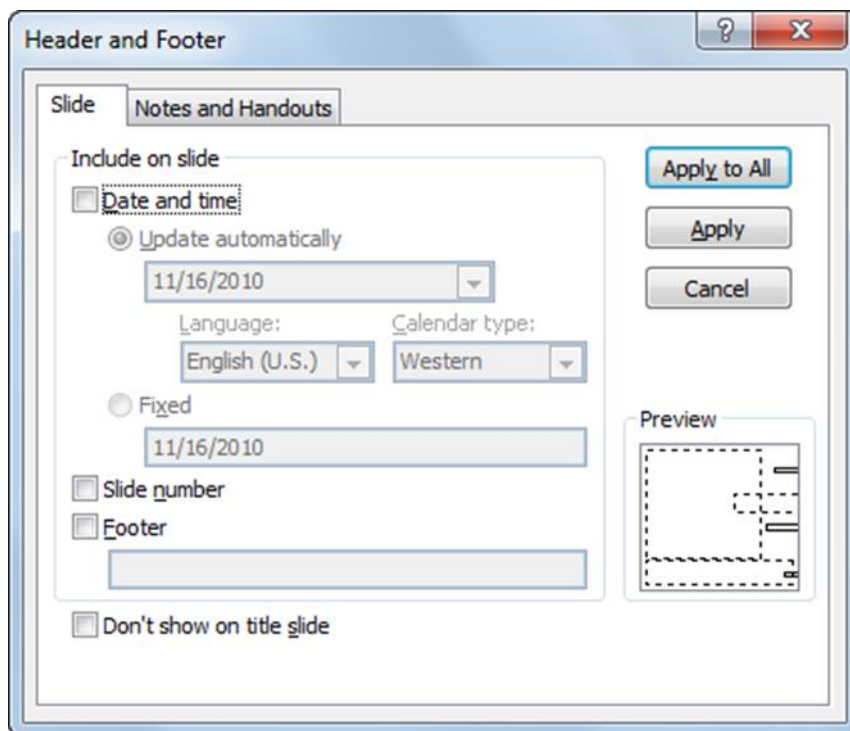 Header and Footer
Slide
Notes and Handouts
Include on slide
Date and time
Update automatically
11/16/2010
Language:
Calendar type:
English (U.S.)
Western
Fixed
11/16/2010
Slide number
Footer
Don't show on title slide
Apply to All
Apply
Cancel
Preview